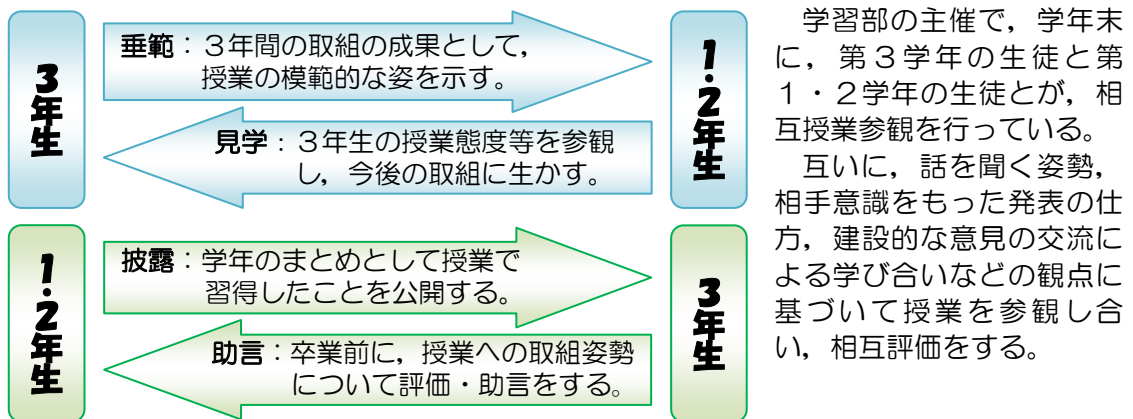 3年生
垂範：３年間の取組の成果として，
授業の模範的な姿を示す。
見学：３年生の授業態度等を参観
し，今後の取組に生かす。
1・2年生
1・2年生
披露：学年のまとめとして授業で
習得したことを公開する。
助言：卒業前に，授業への取組姿勢
について評価・助言をする。
3年生
学習部の主催で，学年末
に，第３学年の生徒と第
１・２学年の生徒とが，相
互授業参観を行っている。
互いに，話を聞く姿勢，
相手意識をもった発表の仕
方，建設的な意見の交流に
よる学び合いなどの観点に
基づいて授業を参観し合
い，相互評価をする。